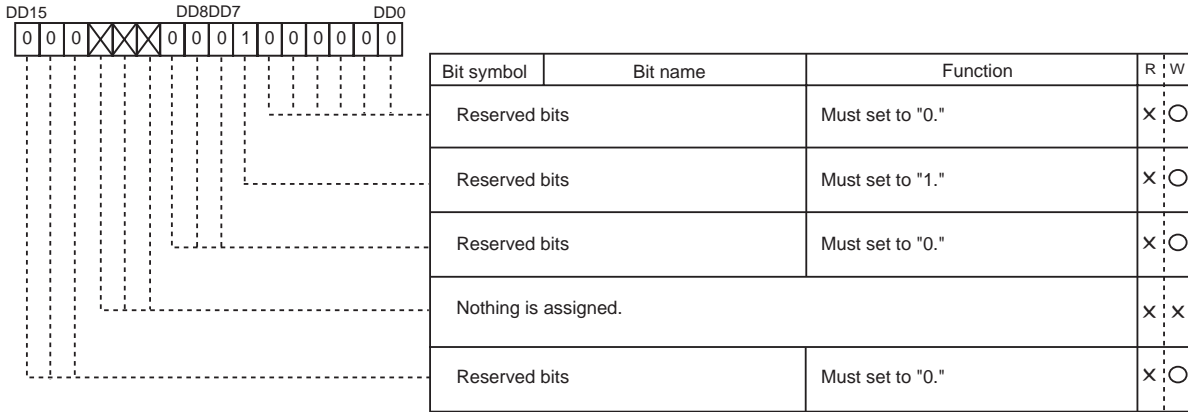 DD15 DD8DD7 DD0
0 0 0 0 0 0 1 0 0 0 0 0 0
Bit symbol Bit name Function R W
Reserved bits Must set to "0." X O
Reserved bits Must set to "1." X O
Reserved bits Must set to "0." X O
Nothing is assigned. X X
Reserved bits Must set to "0." X O